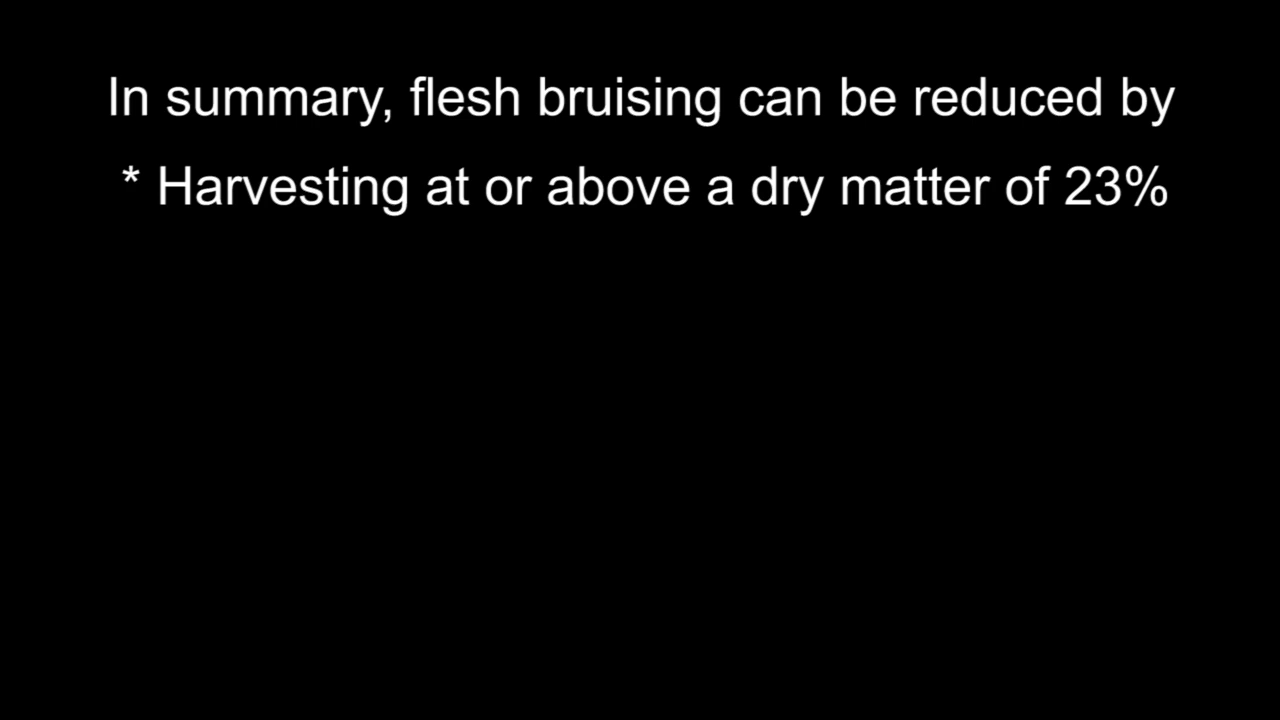 In summary, flesh bruising can be reduced by
* Harvesting at or above a dry matter of 23%